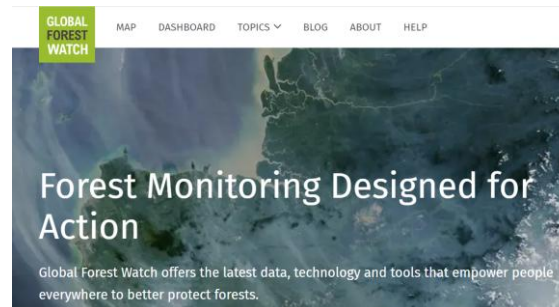 GLOBAL
FOREST
WATCH
MAP DASHBOARD TOPICS BLOG ABOUT HELP
Forest Monitoring Designed for
Action
Global Forest Watch offers the latest data, technology and tools that empower people
everywhere to better protect forests.